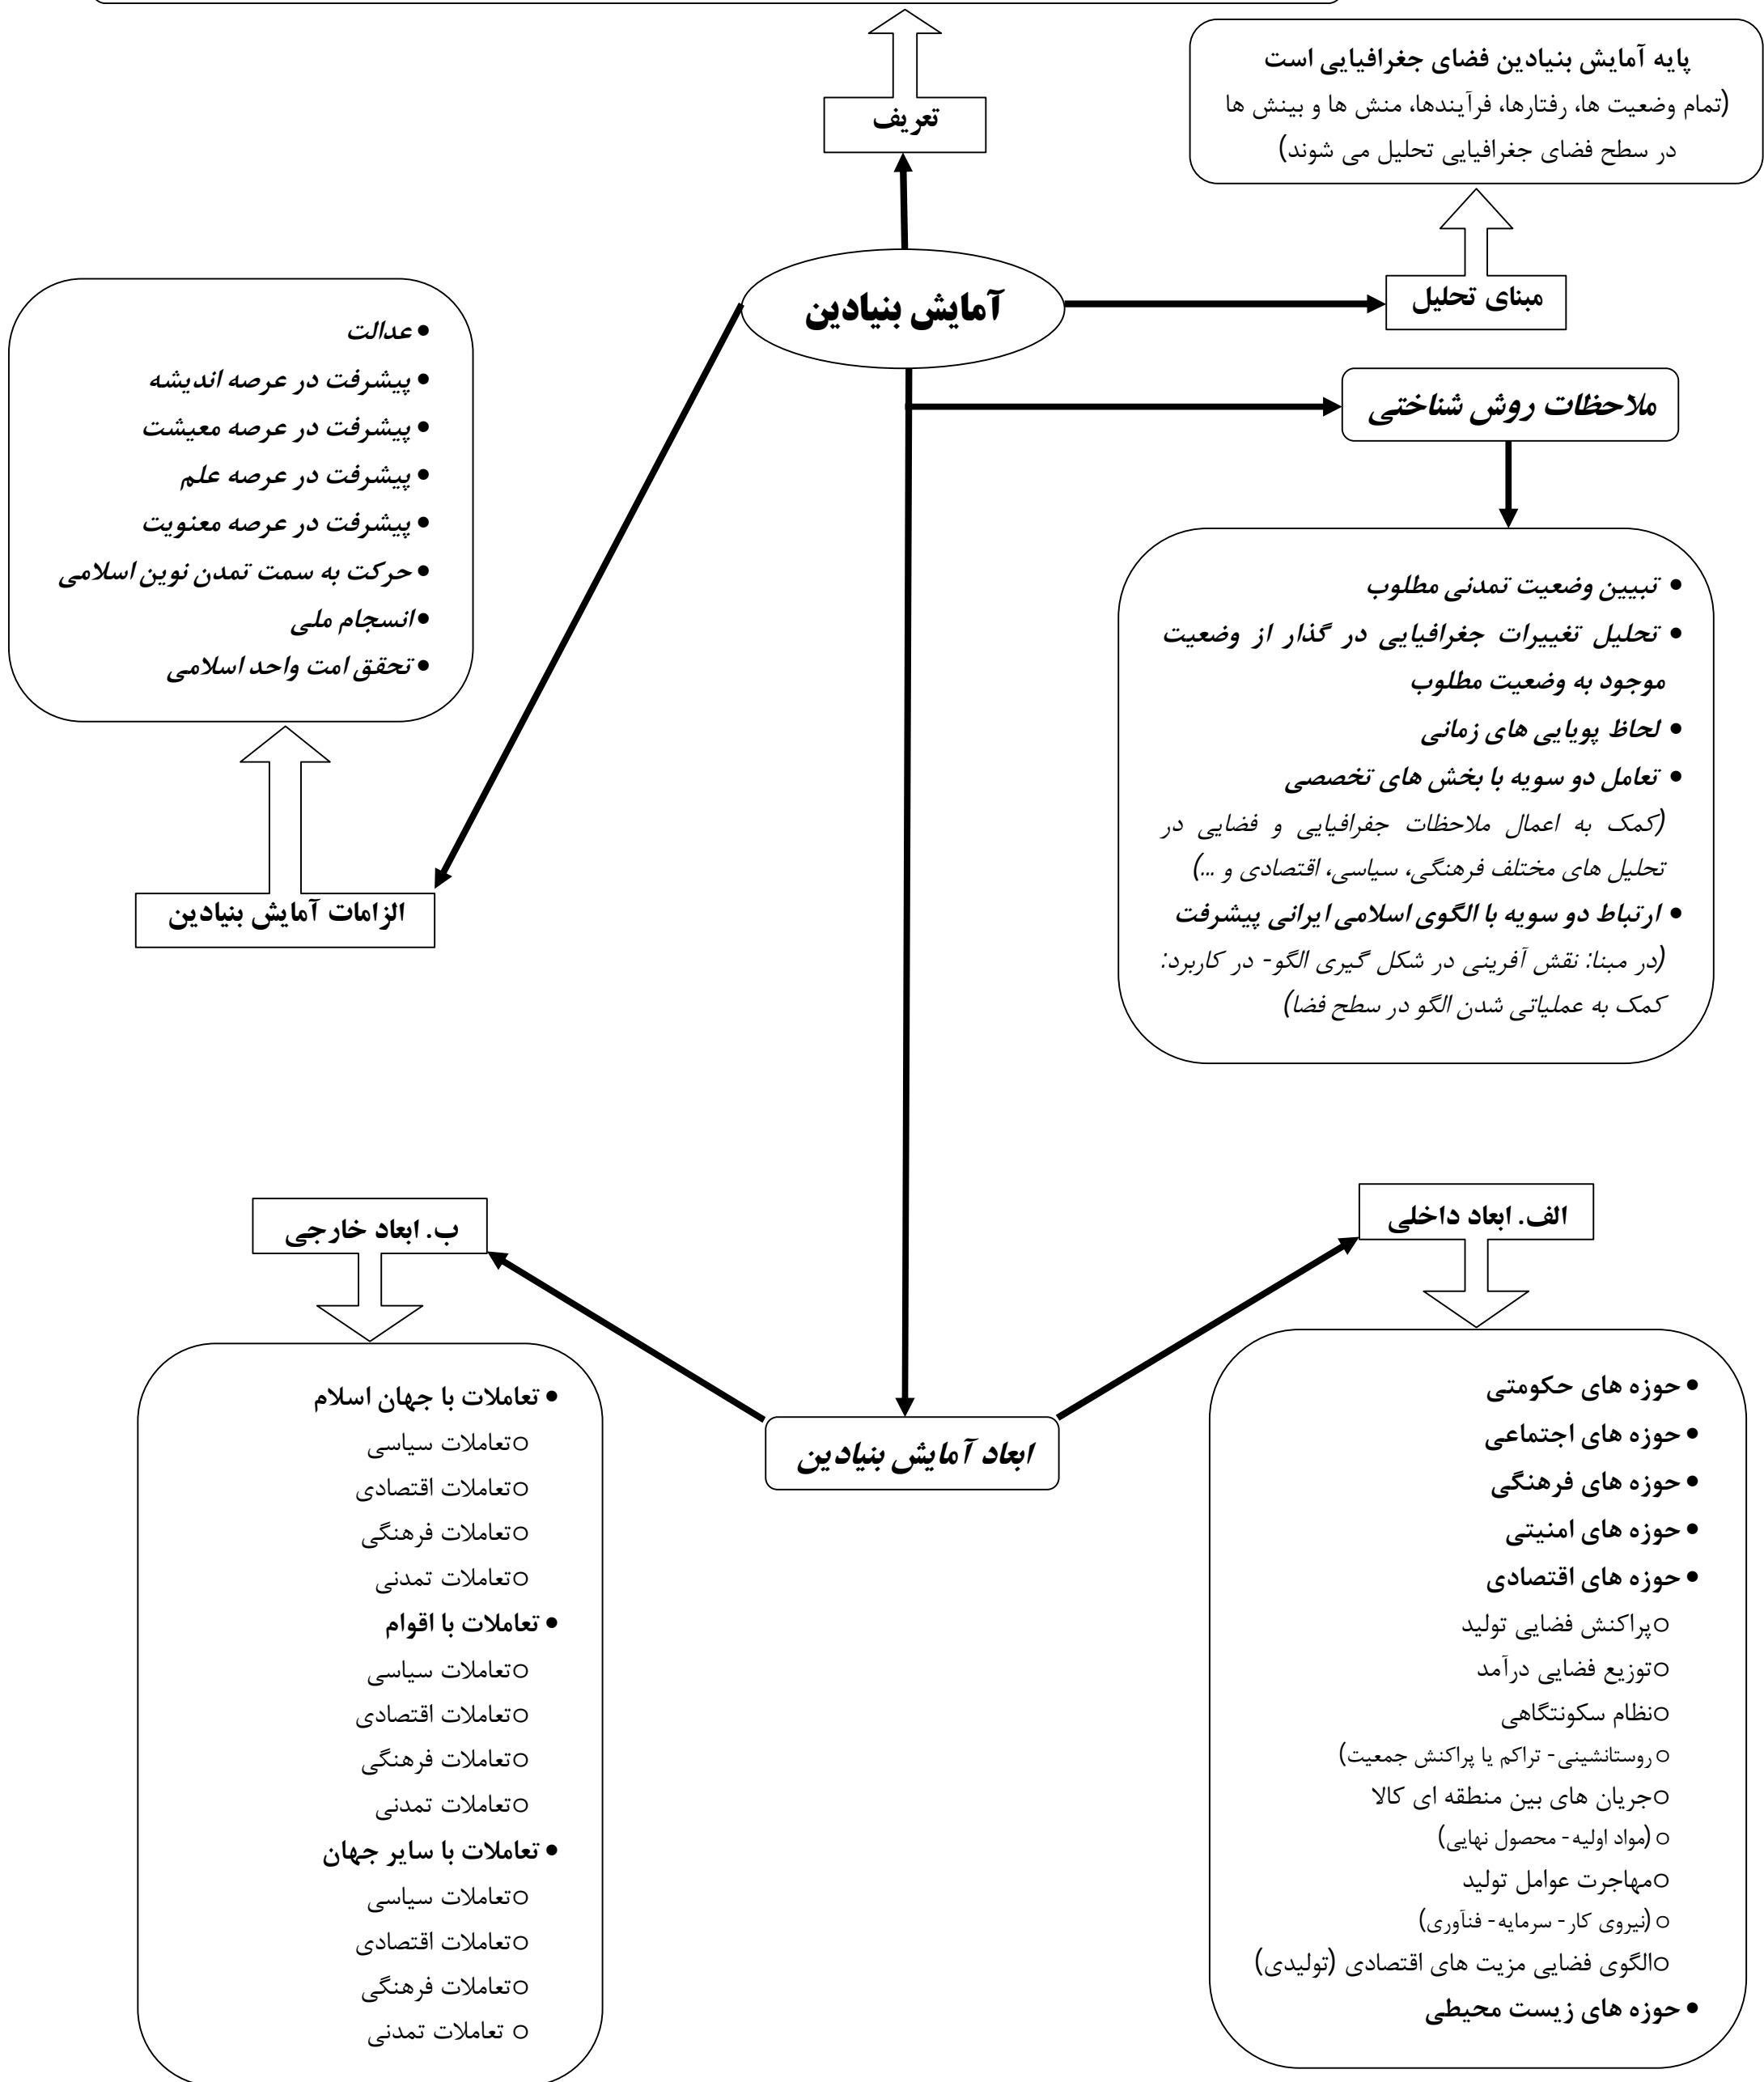 تعریف
پایه آمایش بنیادین فضای جغرافیایی است
(تمام وضعیت ها، رفتارها، فرآیندها، منش ها و بینش ها
در سطح فضای جغرافیایی تحلیل می شوند)
آمایش بنیادین
مبنای تحلیل
• عدالت
• پیشرفت در عرصه اندیشه
• پیشرفت در عرصه معیشت
• پیشرفت در عرصه علم
• پیشرفت در عرصه معنویت
• حرکت به سمت تمدن نوین اسلامی
• انسجام ملی
• تحقق امت واحد اسلامی
الزامات آمایش بنیادین
ملاحظات روش شناختی
• تبیین وضعیت تمدنی مطلوب
• تحلیل تغییرات جغرافیایی در گذار از وضعیت
موجود به وضعیت مطلوب
• لحاظ پویایی های زمانی
• تعامل دو سویه با بخش های تخصصی
(کمک به اعمال ملاحظات جفرافیایی و فضایی در
تحلیل های مختلف فرهنگی، سیاسی، اقتصادی و ...)
• ارتباط دو سویه با الگوی اسلامی ایرانی پیشرفت
(در مبنا: نقش آفرینی در شکل گیری الگو- در کاربرد:
کمک به عملیاتی شدن الگو در سطح فضا)
ابعاد آمایش بنیادین
الف. ابعاد داخلی
• حوزه های حکومتی
• حوزه های اجتماعی
• حوزه های فرهنگی
• حوزه های امنیتی
• حوزه های اقتصادی
o پراکنش فضایی تولید
o توزیع فضایی درآمد
o نظام سکونتگاهی
o روستانشینی- تراکم یا پراکنش جمعیت)
o جریان های بین منطقه ای کالا
o (مواد اولیه- محصول نهایی)
o مهاجرت عوامل تولید
o (نیروی کار- سرمایه- فنآوری)
o الگوی فضایی مزیت های اقتصادی (تولیدی)
• حوزه های زیست محیطی
ب. ابعاد خارجی
• تعاملات با جهان اسلام
o تعاملات سیاسی
o تعاملات اقتصادی
o تعاملات فرهنگی
o تعاملات تمدنی
• تعاملات با اقوام
o تعاملات سیاسی
o تعاملات اقتصادی
o تعاملات فرهنگی
o تعاملات تمدنی
• تعاملات با سایر جهان
o تعاملات سیاسی
o تعاملات اقتصادی
o تعاملات فرهنگی
o تعاملات تمدنی